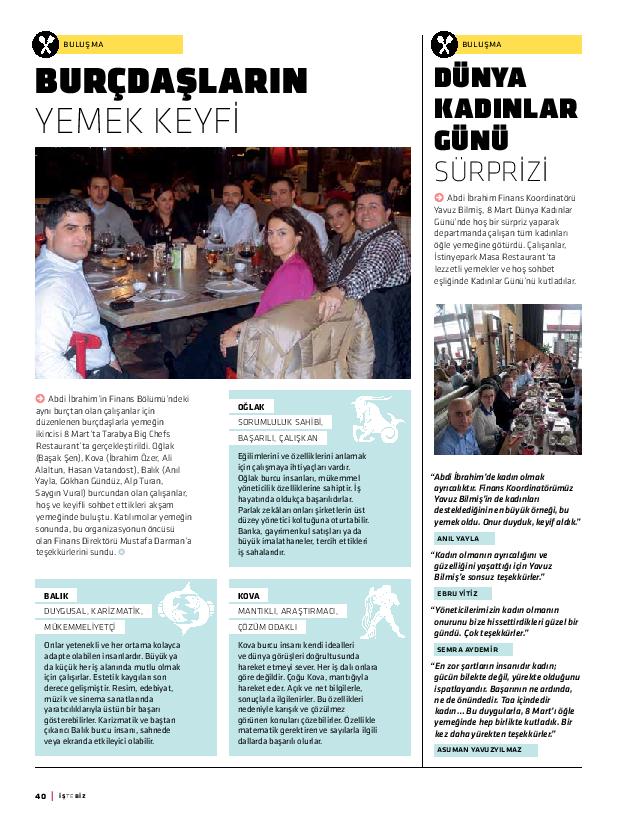 BULUŞMA
BURÇDAŞLARIN
YEMEK KEYFİ
Abdi İbrahim'in Finans Bölümü'ndeki
aynı burçtan olan çalışanlar için
düzenlenen burçdaşlarla yemeğin
ikincisi 8 Mart'ta Tarabya Big Chefs
Restaurant'ta gerçekleştirildi. Oğlak
(Başak Şen), Kova (İbrahim Özer, Ali
Alaltun, Hasan Vatandost), Balık (Anıl
Yayla, Gökhan Gündüz, Alp Turan,
Saygın Vural) burcundan olan çalışanlar,
hoş ve keyifli sohbet ettikleri akşam
yemeğinde buluştu. Katılımcılar yemeğin
sonunda, bu organizasyonun öncüsü
olan Finans Direktörü Mustafa Darman'a
teşekkürlerini sundu.
OĞLAK
SORUMLULUK SAHİBİ,
BAŞARILI, ÇALIŞKAN
Eğilimlerini ve özelliklerini anlamak
için çalışmaya ihtiyaçları vardır.
Oğlak burcu insanları, mükemmel
yöneticilik özelliklerine sahiptir. İş
hayatında oldukça başarılıdırlar.
Parlak zekâları onları şirketlerin üst
düzey yönetici koltuğuna oturtabilir.
Banka, gayrimenkul satışları ya da
büyük imalathaneler, tercih ettikleri
iş sahalarıdır.
BALIK
DUYGUSAL, KARİZMATİK,
MÜKEMMELİYETÇİ
Onlar yetenekli ve her ortama kolayca
adapte olabilen insanlardır. Büyük ya
da küçük her iş alanında mutlu olmak
için çalışırlar. Estetik kaygıları son
derece gelişmiştir. Resim, edebiyat,
müzik ve sinema sanatlarında
yaratıcılıklarıyla üstün bir başarı
gösterebilirler. Karizmatik ve baştan
çıkarıcı Balık burcu insanı, sahnede
veya ekranda etkileyici olabilir.
KOVA
MANTIKLI, ARAŞTIRMACI,
ÇÖZÜM ODAKLI
Kova burcu insanı kendi idealleri
ve dünya görüşleri doğrultusunda
hareket etmeyi sever. Her iş dalı onlara
göre değildir. Çoğu Kova, mantığıyla
hareket eder. Açık ve net bilgilerle,
sonuçlarla ilgilenirler. Bu özellikleri
nedeniyle karışık ve çözülmez
görünen konuları çözebilirler. Özellikle
matematik gerektiren ve sayılarla ilgili
dallarda başarılı olurlar.
BULUŞMA
DÜNYA
KADINLAR
GÜNÜ
SÜRPRİZİ
Abdi İbrahim Finans Koordinatörü
Yavuz Bilmiş, 8 Mart Dünya Kadınlar
Günü'nde hoş bir sürpriz yaparak
departmanda çalışan tüm kadınları
öğle yemeğine götürdü. Çalışanlar,
İstinyepark Masa Restaurant'ta
lezzetli yemekler ve hoş sohbet
eşliğinde Kadınlar Günü'nü kutladılar.
"Abdi İbrahim'de kadın olmak
ayrıcalıktır. Finans Koordinatörümüz
Yavuz Bilmiş'in de kadınları
desteklediğinin en büyük örneği, bu
yemek oldu. Onur duyduk, keyif aldık."
ANIL YAYLA
"Kadın olmanın ayrıcalığını ve
güzelliğini yaşattığı için Yavuz
Bilmiş'e sonsuz teşekkürler."
EBRU YİTİZ
"Yöneticilerimizin kadın olmanın
onurunu bize hissettirdikleri güzel bir
gündü. Çok teşekkürler."
SEMRA AYDEMİR
"En zor şartların insanıdır kadın;
gücün bilekte değil, yürekte olduğunu
ispatlayandır. Başarının ne ardında,
ne de önündedir. Taa içindedir
kadın... Bu duygularla, 8 Mart'ı öğle
yemeğinde hep birlikte kutladık. Bir
kez daha yürekten teşekkürler."
ASUMAN YAVUZYILMAZ
40 | İŞTE BİZ